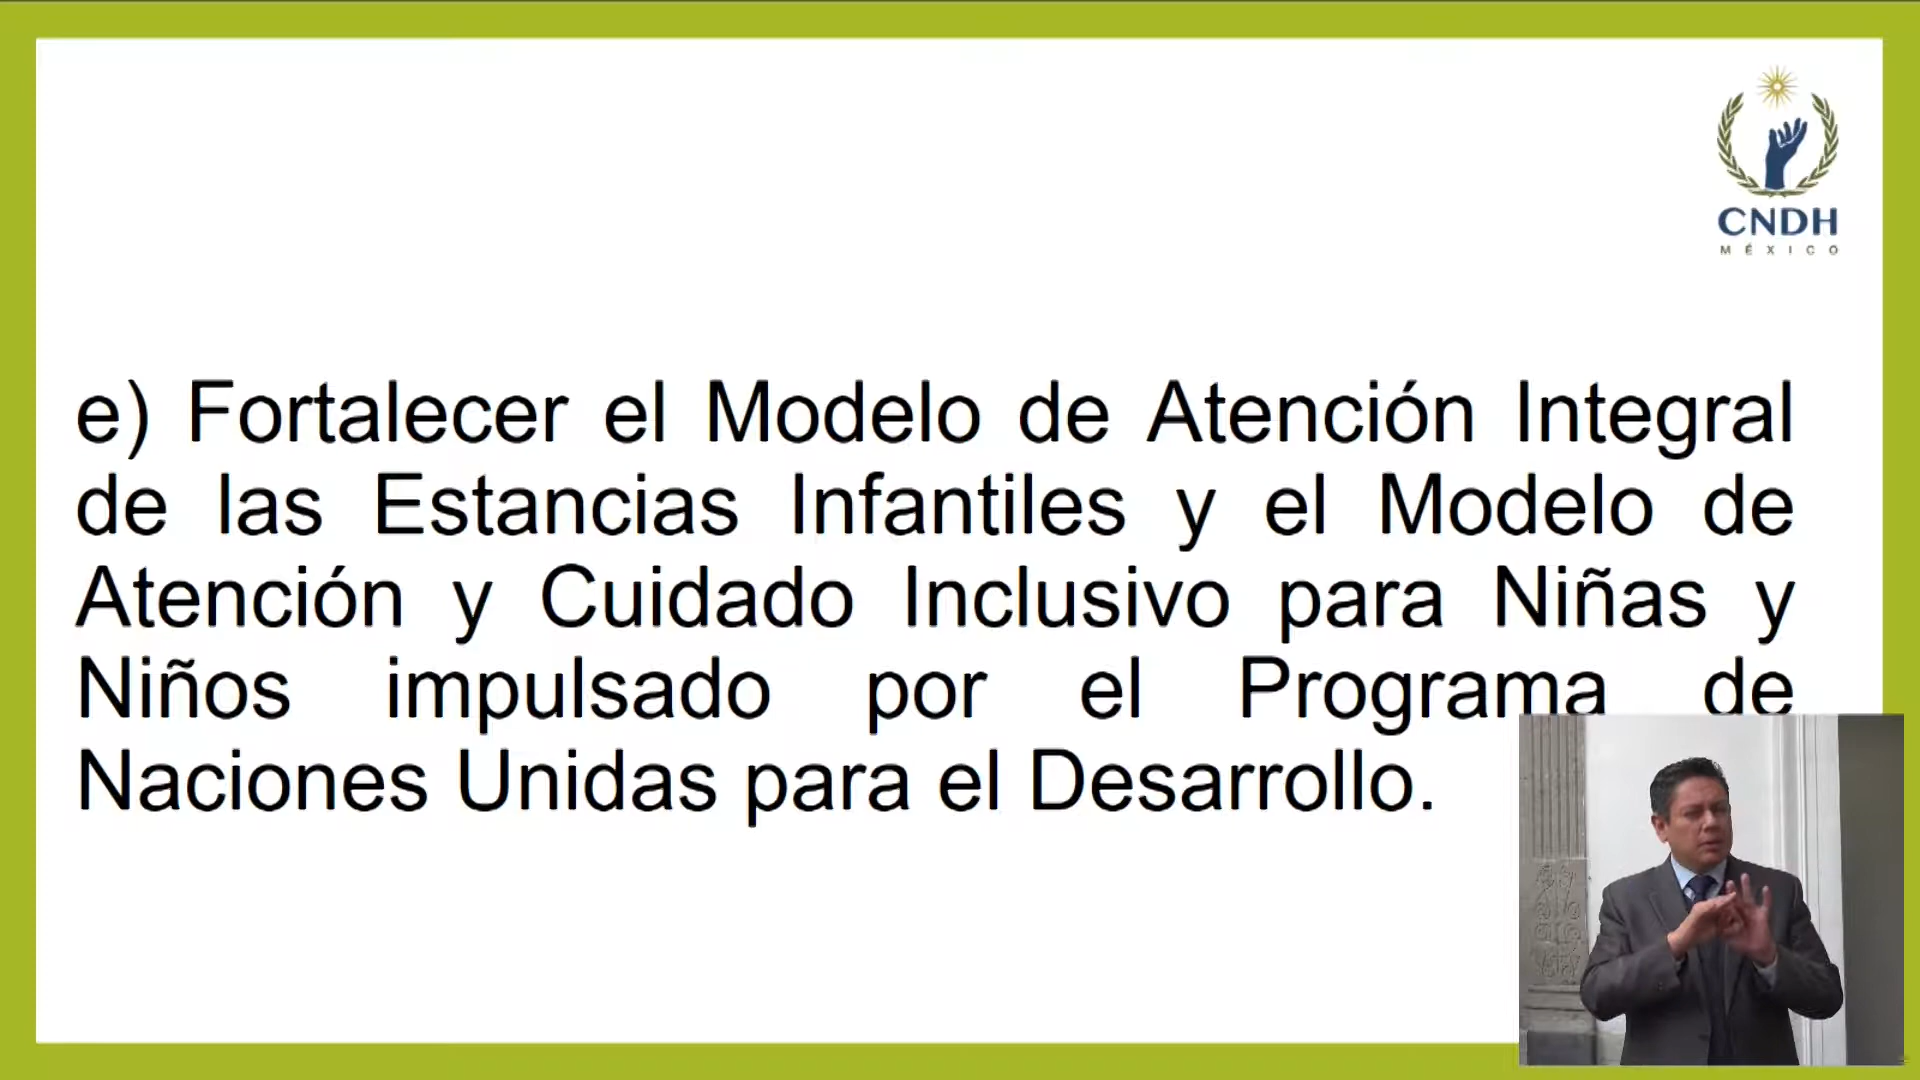 CNDH
MÉXICO
e) Fortalecer el Modelo de Atención Integral
de las Estancias Infantiles y el Modelo de
Atención y Cuidado Inclusivo para Niñas y
Niños impulsado por el Programa de
Naciones Unidas para el Desarrollo.